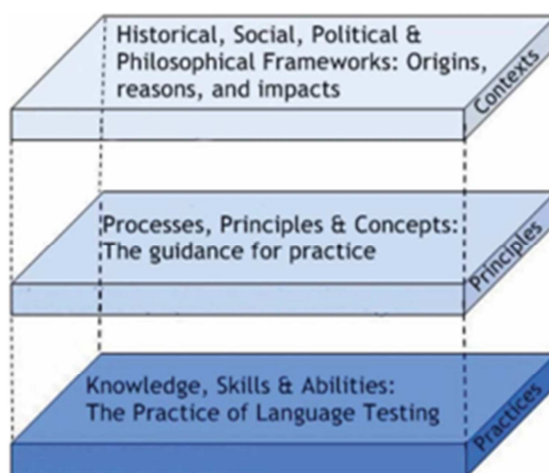 Historical, Social, Political &
Philosophical Frameworks: Origins,
reasons, and impacts
Contexts
Processes, Principles & Concepts:
The guidance for practice
Principles
Knowledge, Skills & Abilities:
The Practice of Language Testing
Practices